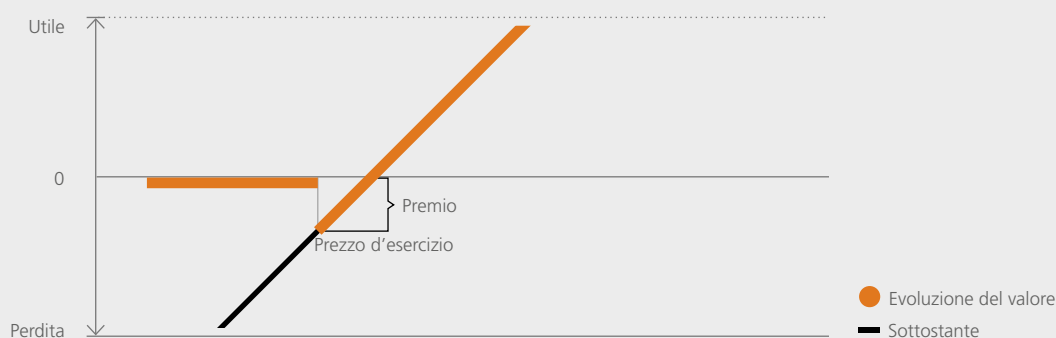 Utile
0
Premio
Prezzo d’esercizio
Evoluzione del valore
Perdita
Sottostante